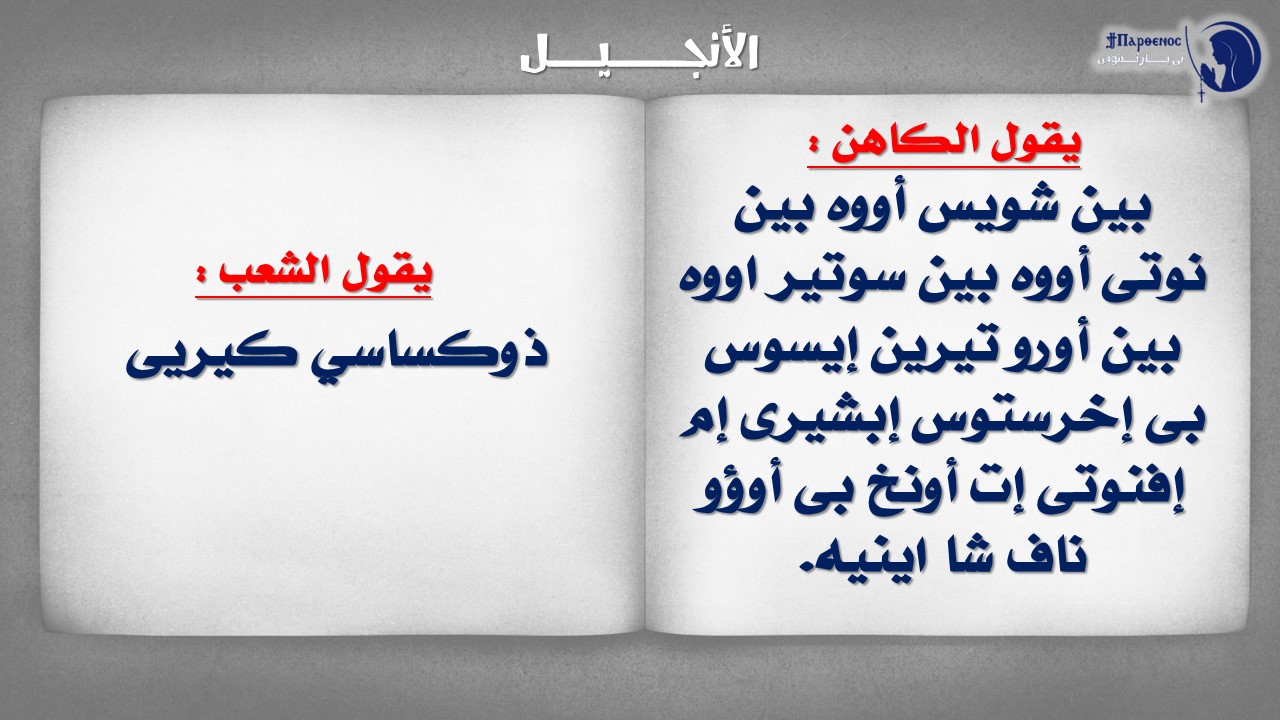 الأنجيل
ϮΠαρθενος
بى بارثينوس
يقول الكاهن :
بين شويس أووه بين
نوتى أووه بين سوتير اووه
بين أورو تيرين إيسوس
بى إخرستوس إبشيرى إم
إفنوتى إت أونخ بى أوؤو
ناف شا اينيه.
يقول الشعب :
ذوكساسي كيريى